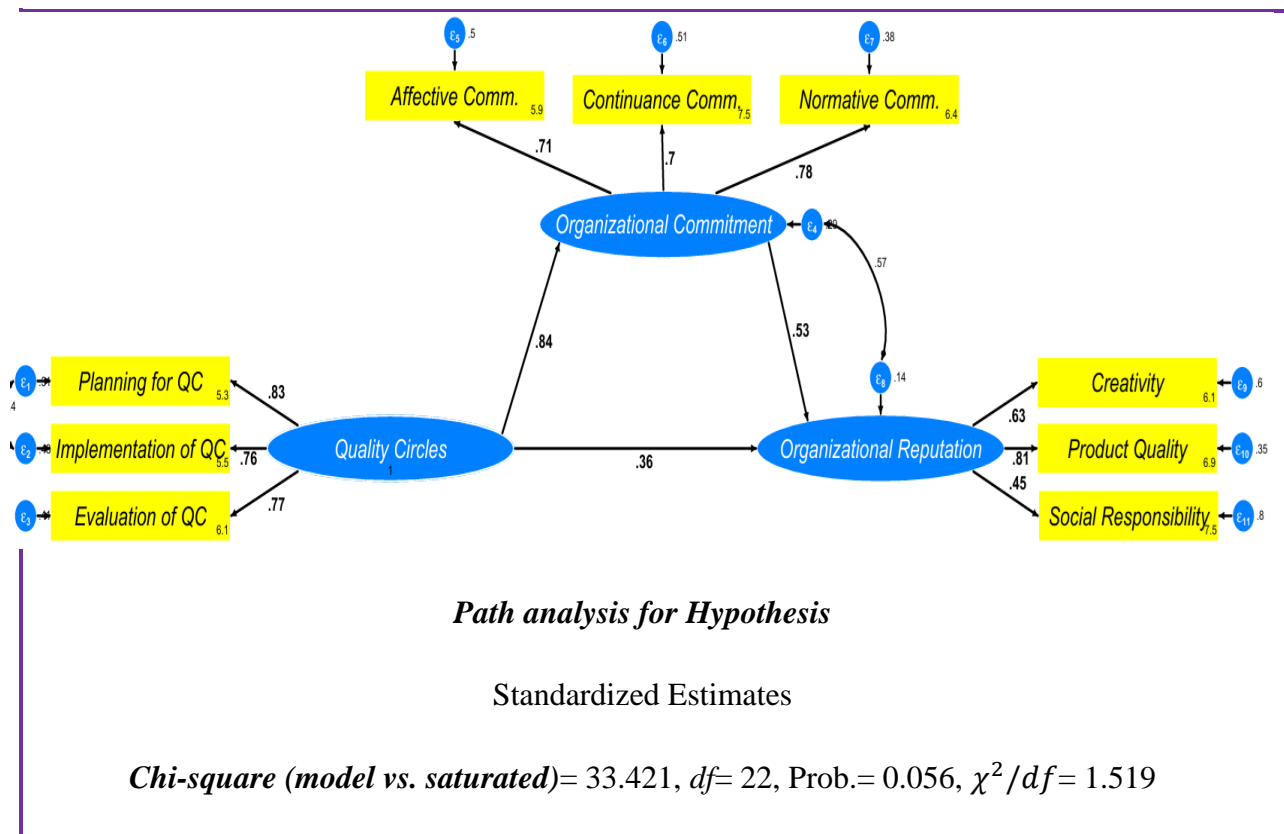 ε5 .5
ε6 .51
ε7 .38
Affective Comm. 5.9
Continuance Comm. 7.5
Normative Comm. 6.4
.71
.7
.78
Organizational Commitment
ε4
.57
.84
.53
ε8 .14
ε1
4
Planning for QC 5.3
.83
ε2
Implementation of QC 5.5
.76
ε3
Evaluation of QC 6.1
.77
Quality Circles
1
.36
Organizational Reputation
.63
.81
.45
Creativity 6.1
ε9 .6
Product Quality 6.9
ε10 .35
Social Responsibility 7.5
ε11 .8
Path analysis for Hypothesis
Standardized Estimates
Chi-square (model vs. saturated)= 33.421, df= 22, Prob.= 0.056, χ²/df= 1.519